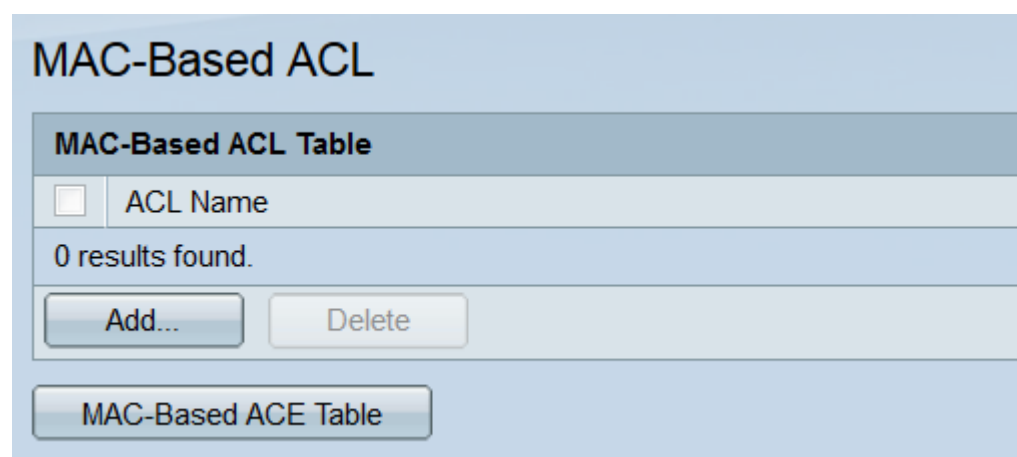 MAC-Based ACL
MAC-Based ACL Table
ACL Name
0 results found.
Add... Delete
MAC-Based ACE Table